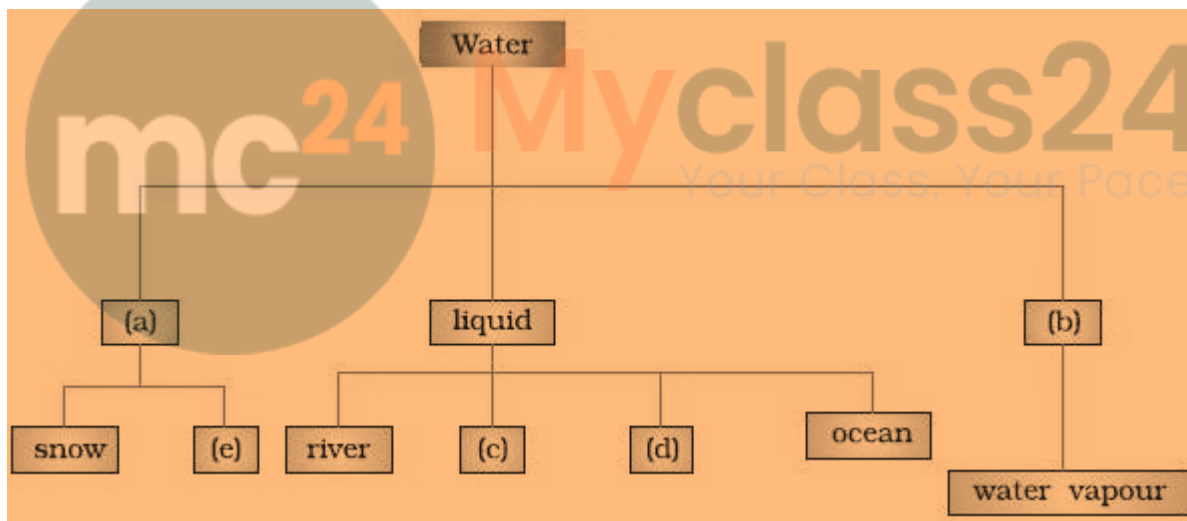 Water
mc24
Myclass24
Your Class. Your Pace
(a)
liquid
(b)
snow
(e)
river
(c)
(d)
ocean
water vapour